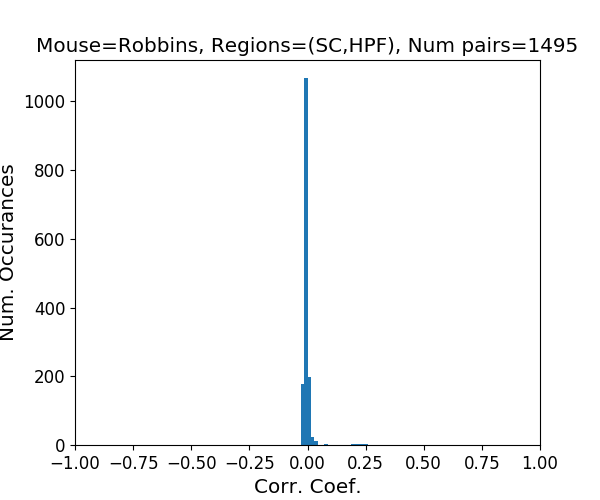 Mouse=Robbins, Regions=(SC,HPF), Num pairs=1495
Num. Occurances
1000
800
600
400
200
0
−1.00 −0.75 −0.50 −0.25 0.00 0.25 0.50 0.75 1.00
Corr. Coef.